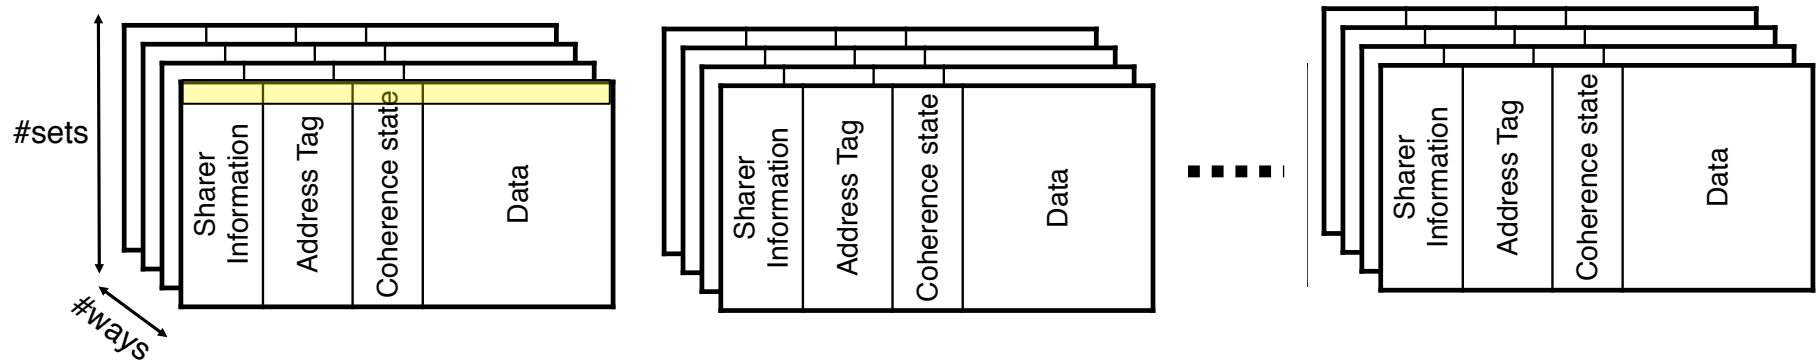 #sets
#ways
Sharer
Information
Address Tag
Coherence state
Data
Sharer
Information
Address Tag
Coherence state
Data
Sharer
Information
Address Tag
Coherence state
Data